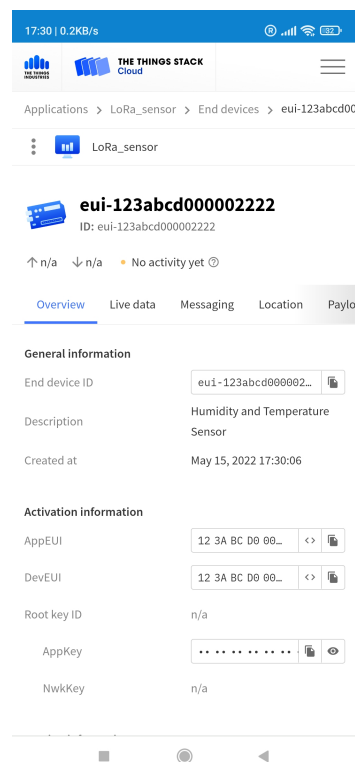 17:30 | 0.2KB/s
32
THE THINGS
INDUSTRIES
THE THINGS STACK
Cloud
Applications > LoRa_sensor > End devices > eui-123abcd00
LoRa_sensor
eui-123abcd000002222
ID: eui-123abcd000002222
↑ n/a ↓ n/a • No activity yet
Overview Live data Messaging Location Paylo
General information
End device ID eui-123abcd000002…
Description Humidity and Temperature
Sensor
Created at May 15, 2022 17:30:06
Activation information
AppEUI 12 3A BC D0 00…
DevEUI 12 3A BC D0 00…
Root key ID n/a
AppKey •• •• •• •• •• ••
NwkKey n/a